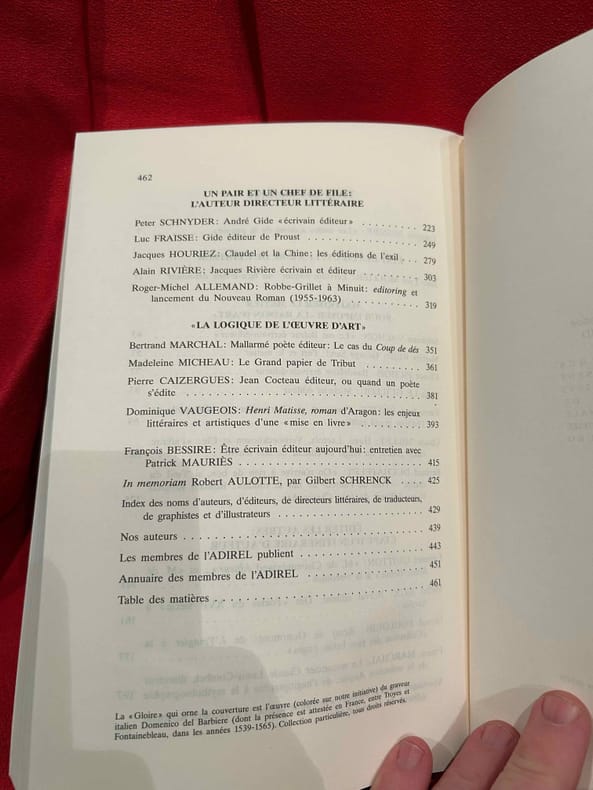 462
UN PAIR ET UN CHEF DE FILE :
L'AUTEUR DIRECTEUR LITTÉRAIRE
Peter SCHNYDER : André Gide « écrivain éditeur » . . . . . . . . . 223
Luc FRAISSE : Gide éditeur de Proust . . . . . . . . . . . . . . . . . 249
Jacques HOURIEZ : Claudel et la Chine : les éditions de l'exil . . 279
Alain RIVIÈRE : Jacques Rivière écrivain et éditeur . . . . . . . . . 303
Roger-Michel ALLEMAND : Robbe-Grillet à Minuit : editoring et
lancement du Nouveau Roman (1955-1963) . . . . . . . . . . . 319
« LA LOGIQUE DE L'ŒUVRE D'ART »
Bertrand MARCHAL : Mallarmé poète éditeur : Le cas du Coup de dés 351
Madeleine MICHEAU : Le Grand papier de Tribut . . . . . . . . . . 361
Pierre CAIZERGUES : Jean Cocteau éditeur, ou quand un poète
s'édite . . . . . . . . . . . . . . . . . . . . . . . . . . . . . . . 381
Dominique VAUGEOIS : Henri Matisse, roman d'Aragon : les enjeux
littéraires et artistiques d'une « mise en livre » . . . . . . . . . 393
François BESSIRE : Être écrivain éditeur aujourd'hui : entretien avec
Patrick MAURIÈS . . . . . . . . . . . . . . . . . . . . . . . . . . 415
In memoriam Robert AULOTTE, par Gilbert SCHRENCK . . . . 425
Index des noms d'auteurs, d'éditeurs, de directeurs littéraires, de traducteurs,
de graphistes et d'illustrateurs . . . . . . . . . . . . . . . . . . . 429
Nos auteurs . . . . . . . . . . . . . . . . . . . . . . . . . . . . . . . 439
Les membres de l'ADIREL publient . . . . . . . . . . . . . . . . . 443
Annuaire des membres de l'ADIREL . . . . . . . . . . . . . . . . . 451
Table des matières . . . . . . . . . . . . . . . . . . . . . . . . . . . 461
La « Gloire » qui orne la couverture est l'œuvre (colorée sur notre initiative) du graveur
italien Domenico del Barbiere (dont la présence est attestée en France, entre Troyes et
Fontainebleau, dans les années 1539-1565). Collection particulière, tous droits réservés.